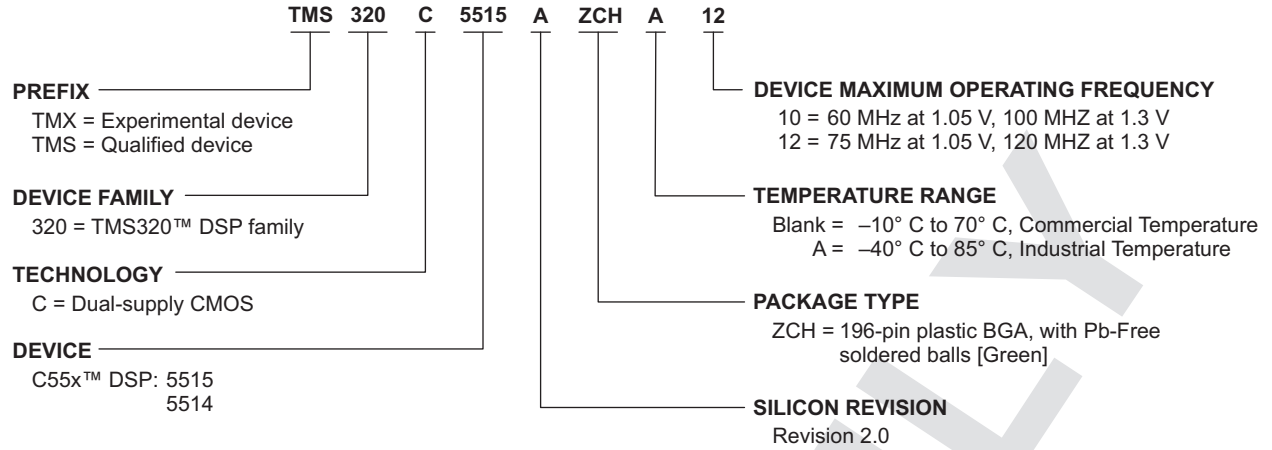 TMS 320 C 5515 A ZCH A 12
PREFIX
TMX = Experimental device
TMS = Qualified device
DEVICE FAMILY
320 = TMS320™ DSP family
TECHNOLOGY
C = Dual-supply CMOS
DEVICE
C55x™ DSP: 5515
5514
DEVICE MAXIMUM OPERATING FREQUENCY
10 = 60 MHz at 1.05 V, 100 MHZ at 1.3 V
12 = 75 MHz at 1.05 V, 120 MHZ at 1.3 V
TEMPERATURE RANGE
Blank = –10° C to 70° C, Commercial Temperature
A = –40° C to 85° C, Industrial Temperature
PACKAGE TYPE
ZCH = 196-pin plastic BGA, with Pb-Free
soldered balls [Green]
SILICON REVISION
Revision 2.0